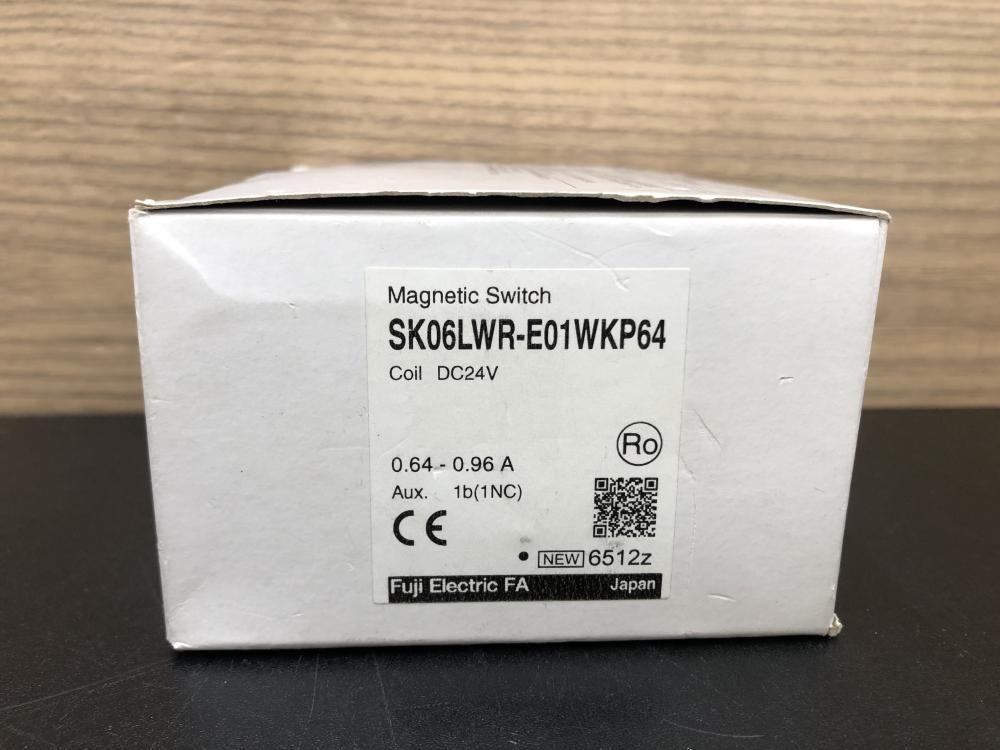 Magnetic Switch
SK06LWR-E01WKP64
Coil DC24V
Ro
0.64 - 0.96 A
Aux. 1b(1NC)
CE
• NEW 6512z
Fuji Electric FA Japan